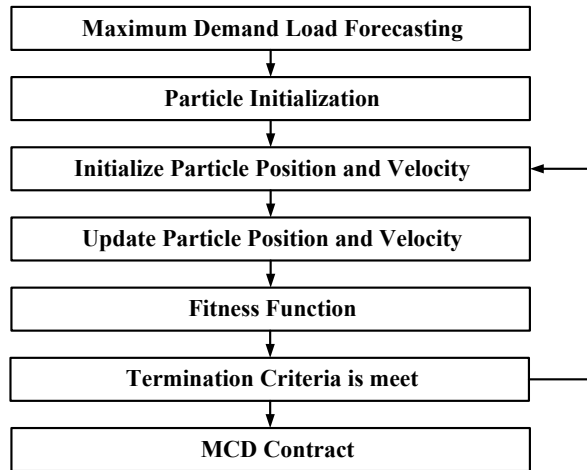 Maximum Demand Load Forecasting
Particle Initialization
Initialize Particle Position and Velocity
Update Particle Position and Velocity
Fitness Function
Termination Criteria is meet
MCD Contract